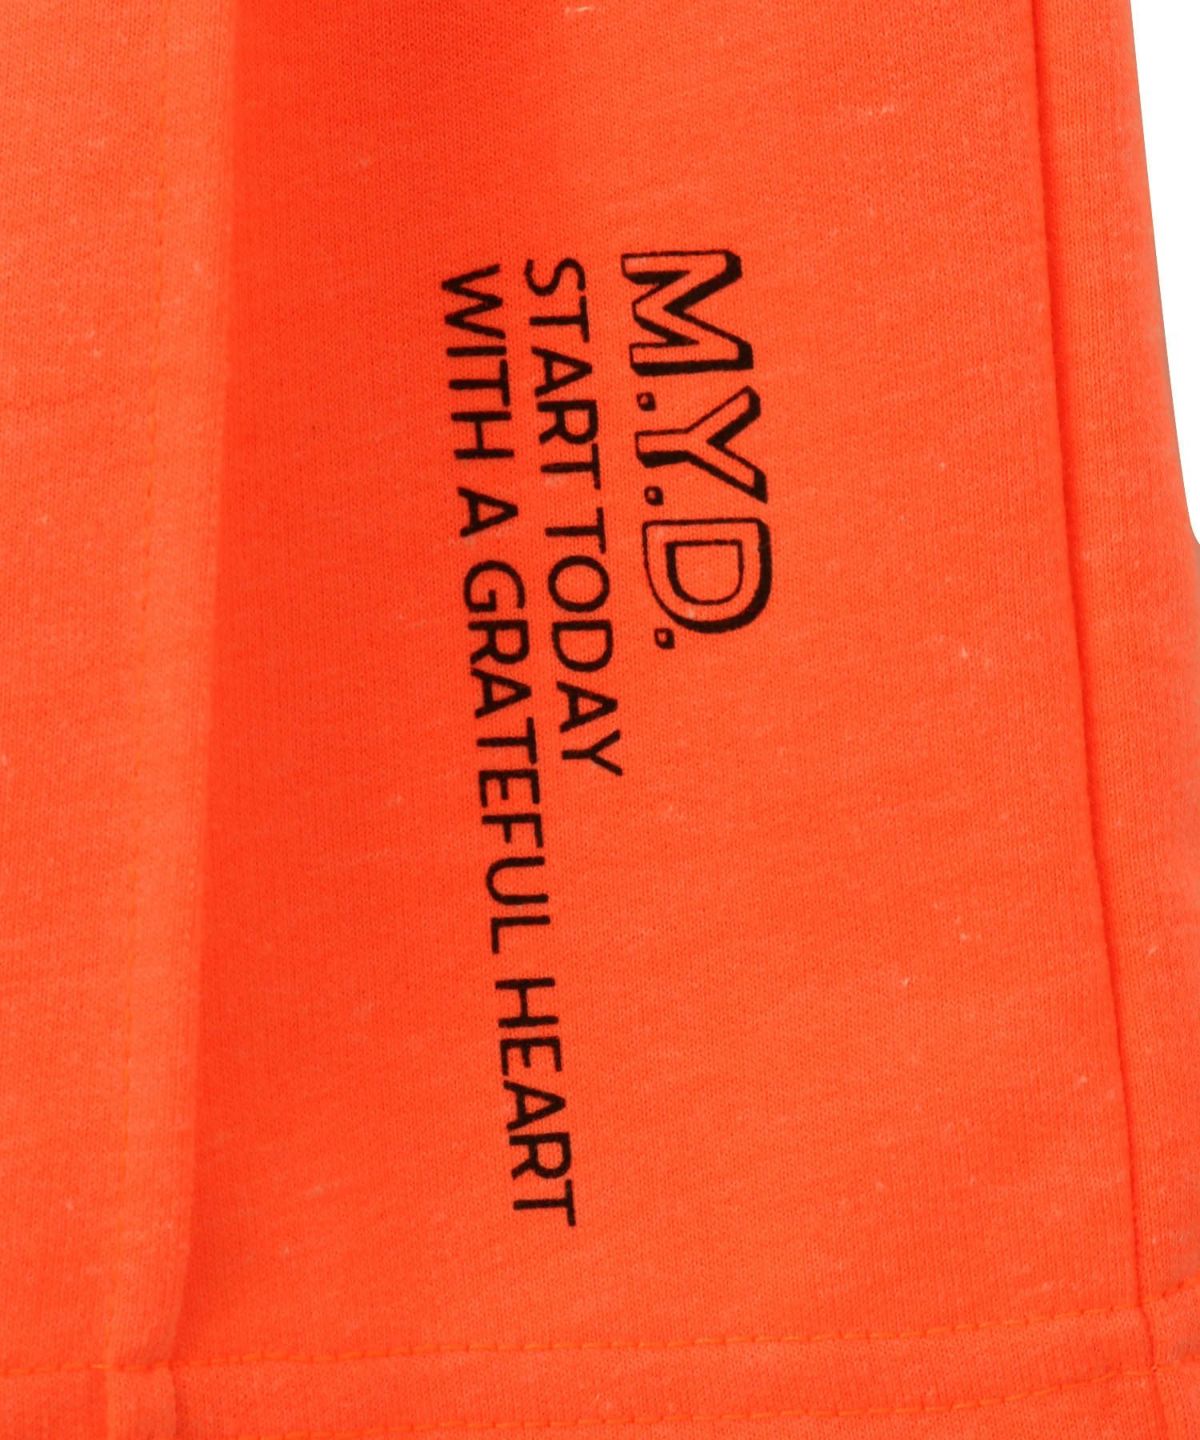 M.Y.D.
START TODAY
WITH A GRATEFUL HEART